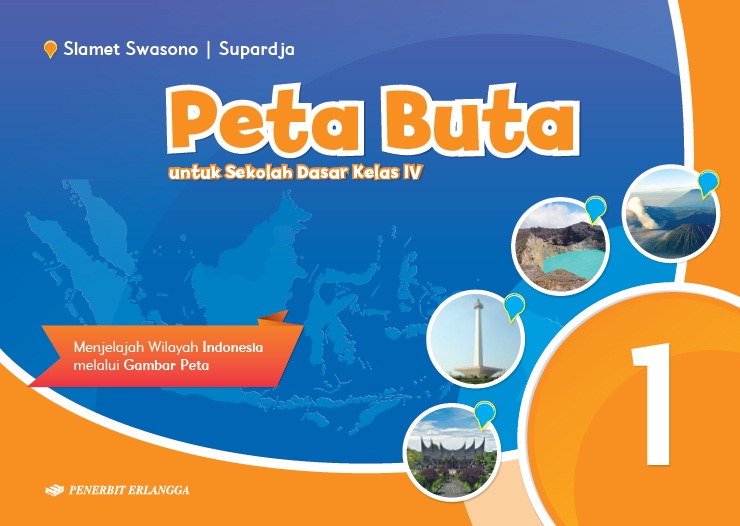 Slamet Swasono | Supardja
Peta Buta
untuk Sekolah Dasar Kelas IV
Menjelajah Wilayah Indonesia
melalui Gambar Peta
1
PENERBIT ERLANGGA